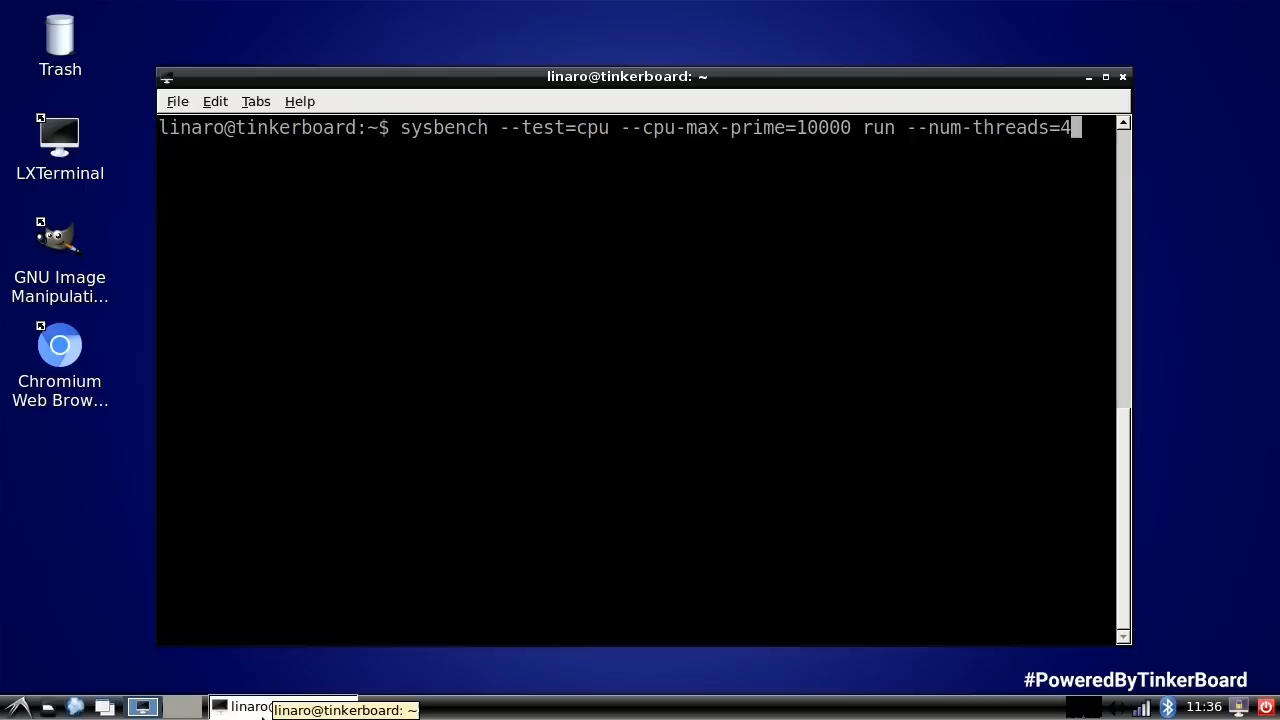 Trash
LXTerminal
GNU Image
Manipulati...
Chromium
Web Brow...
linaro@tinkerboard: ~
File Edit Tabs Help
linaro@tinkerboard:~$ sysbench --test=cpu --cpu-max-prime=10000 run --num-threads=4
#PoweredByTinkerBoard
linaro@
linaro@tinkerboard: ~
11:36